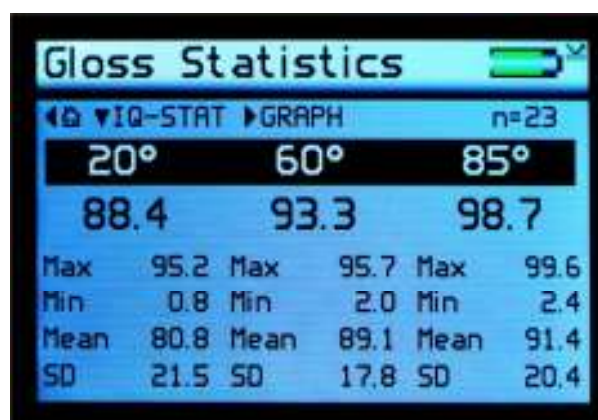 Gloss Statistics
IQ-STAT GRAPH n=23
20° 60° 85°
88.4 93.3 98.7
Max 95.2 Max 95.7 Max 99.6
Min 0.8 Min 2.0 Min 2.4
Mean 80.8 Mean 89.1 Mean 91.4
SD 21.5 SD 17.8 SD 20.4